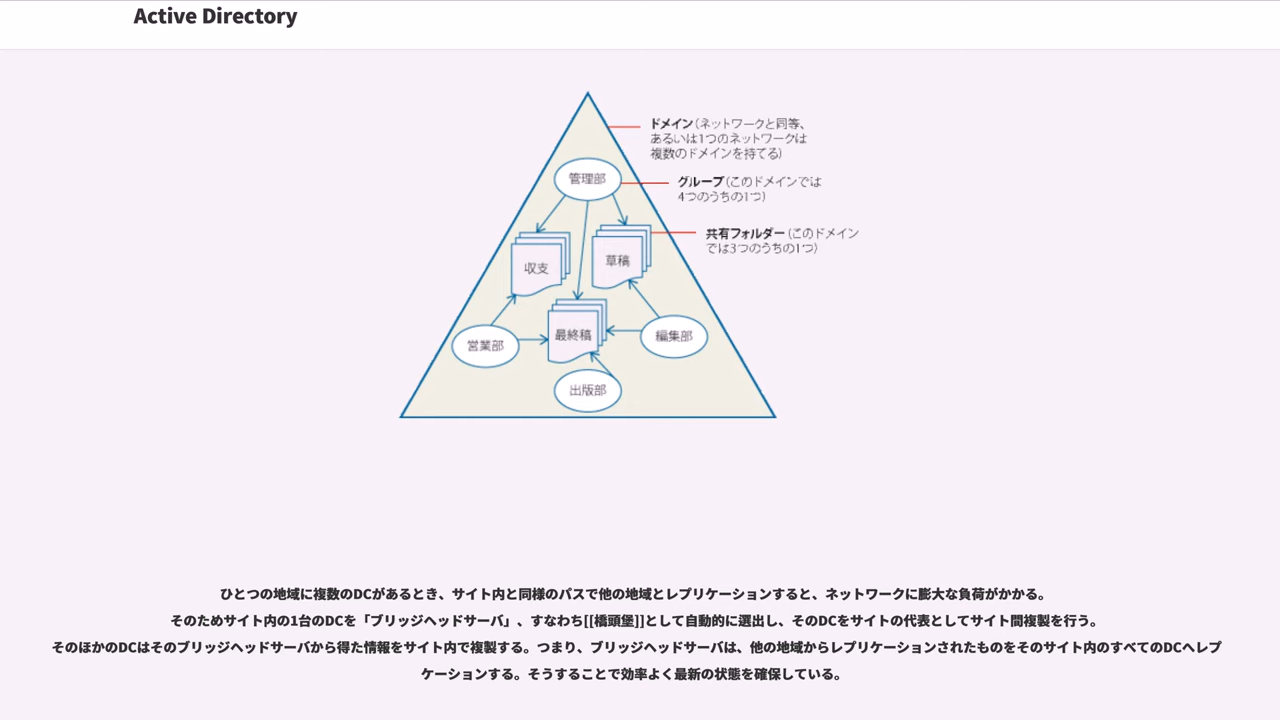 Active Directory
ドメイン(ネットワークと同等、
あるいは1つのネットワークは
複数のドメインを持てる)
管理部
グループ(このドメインでは
4つのうちの1つ)
共有フォルダー(このドメイン
では3つのうちの1つ)
収支
草稿
最終稿
営業部
編集部
出版部
ひとつの地域に複数のDCがあるとき、サイト内と同様のパスで他の地域とレプリケーションすると、ネットワークに膨大な負荷がかかる。
そのためサイト内の1台のDCを「ブリッジヘッドサーバ」、すなわち[[橋頭堡]]として自動的に選出し、そのDCをサイトの代表としてサイト間複製を行う。
そのほかのDCはそのブリッジヘッドサーバから得た情報をサイト内で複製する。つまり、ブリッジヘッドサーバは、他の地域からレプリケーションされたものをそのサイト内のすべてのDCへレプ
ケーションする。そうすることで効率よく最新の状態を確保している。